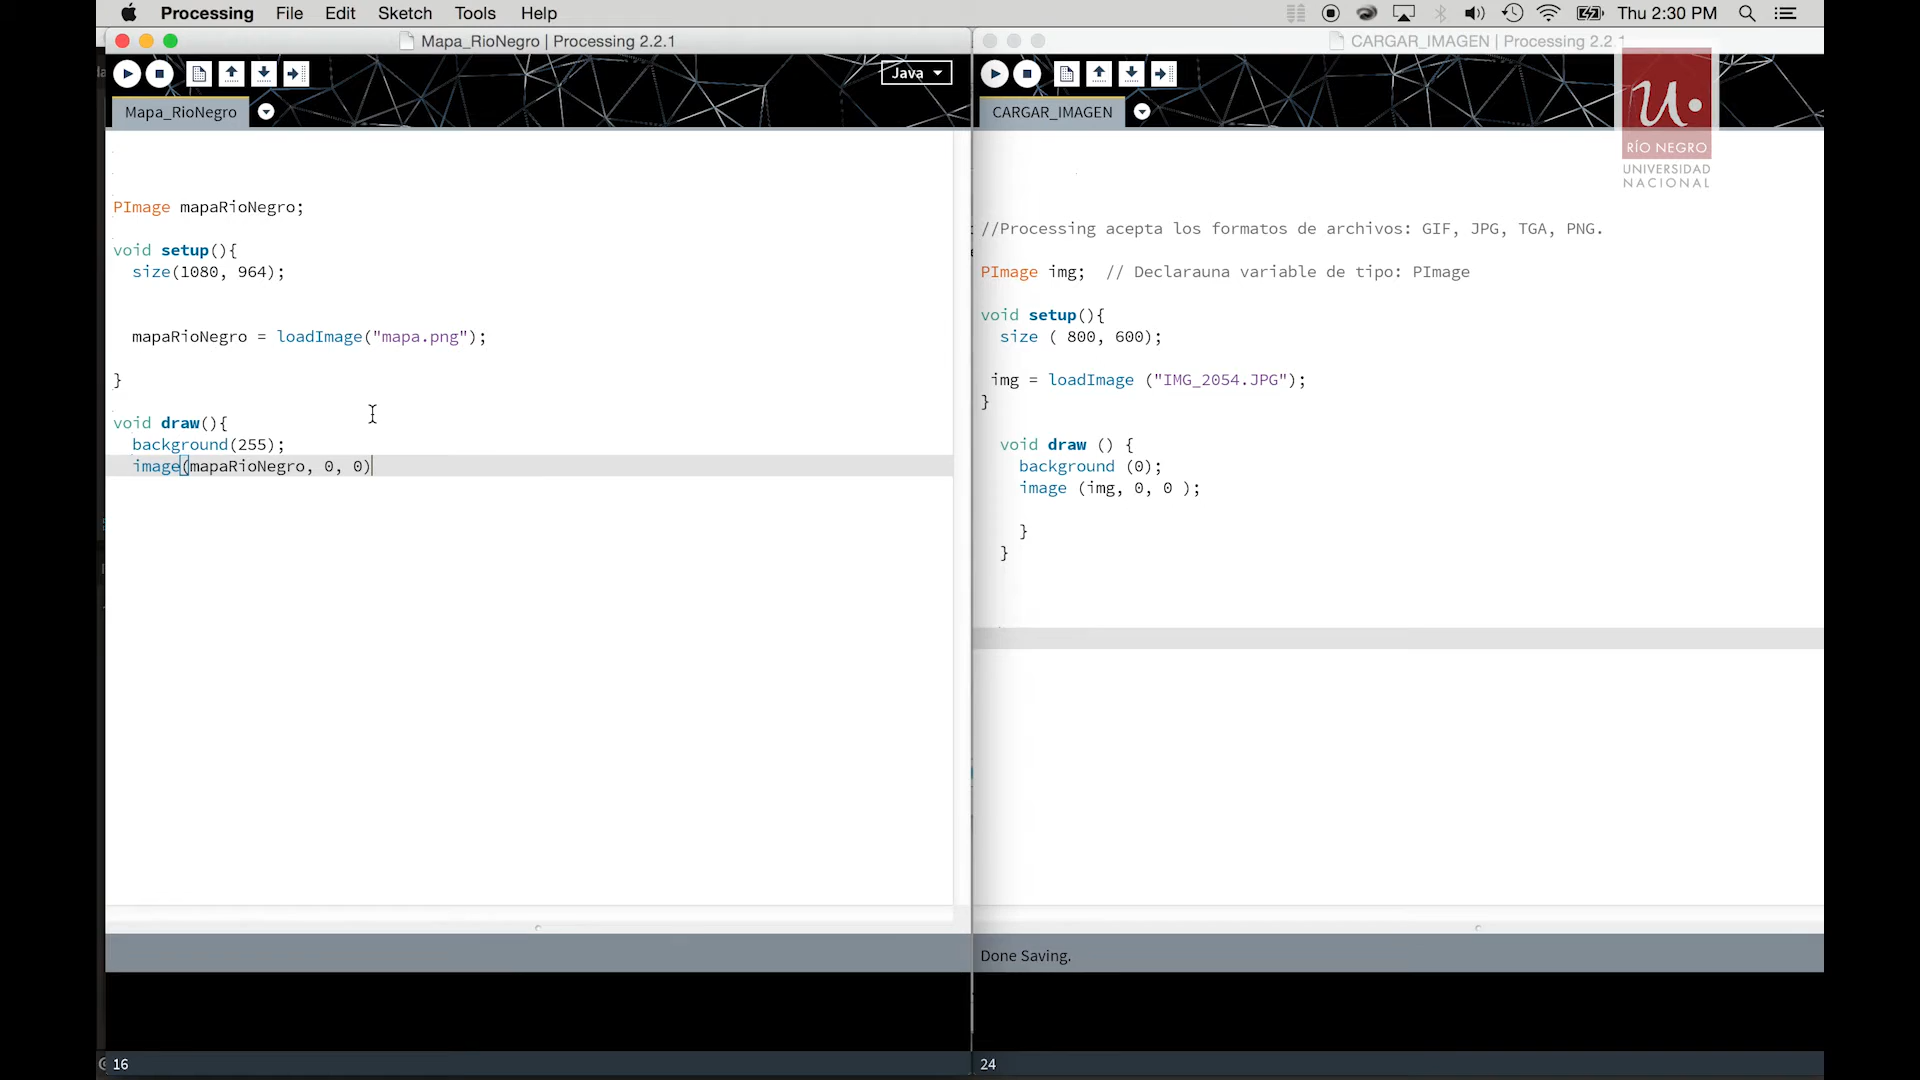 Processing File Edit Sketch Tools Help Thu 2:30 PM
Mapa_RioNegro | Processing 2.2.1
Java
Mapa_RioNegro
PImage mapaRioNegro;
void setup(){
size(1080, 964);
mapaRioNegro = loadImage("mapa.png");
}
void draw(){
background(255);
image(mapaRioNegro, 0, 0)
16
CARGAR_IMAGEN | Processing 2.2.1
CARGAR_IMAGEN
u.
RÍO NEGRO
UNIVERSIDAD
NACIONAL
//Processing acepta los formatos de archivos: GIF, JPG, TGA, PNG.
PImage img; // Declarauna variable de tipo: PImage
void setup(){
size ( 800, 600);
img = loadImage ("IMG_2054.JPG");
}
void draw () {
background (0);
image (img, 0, 0 );
}
}
Done Saving.
24